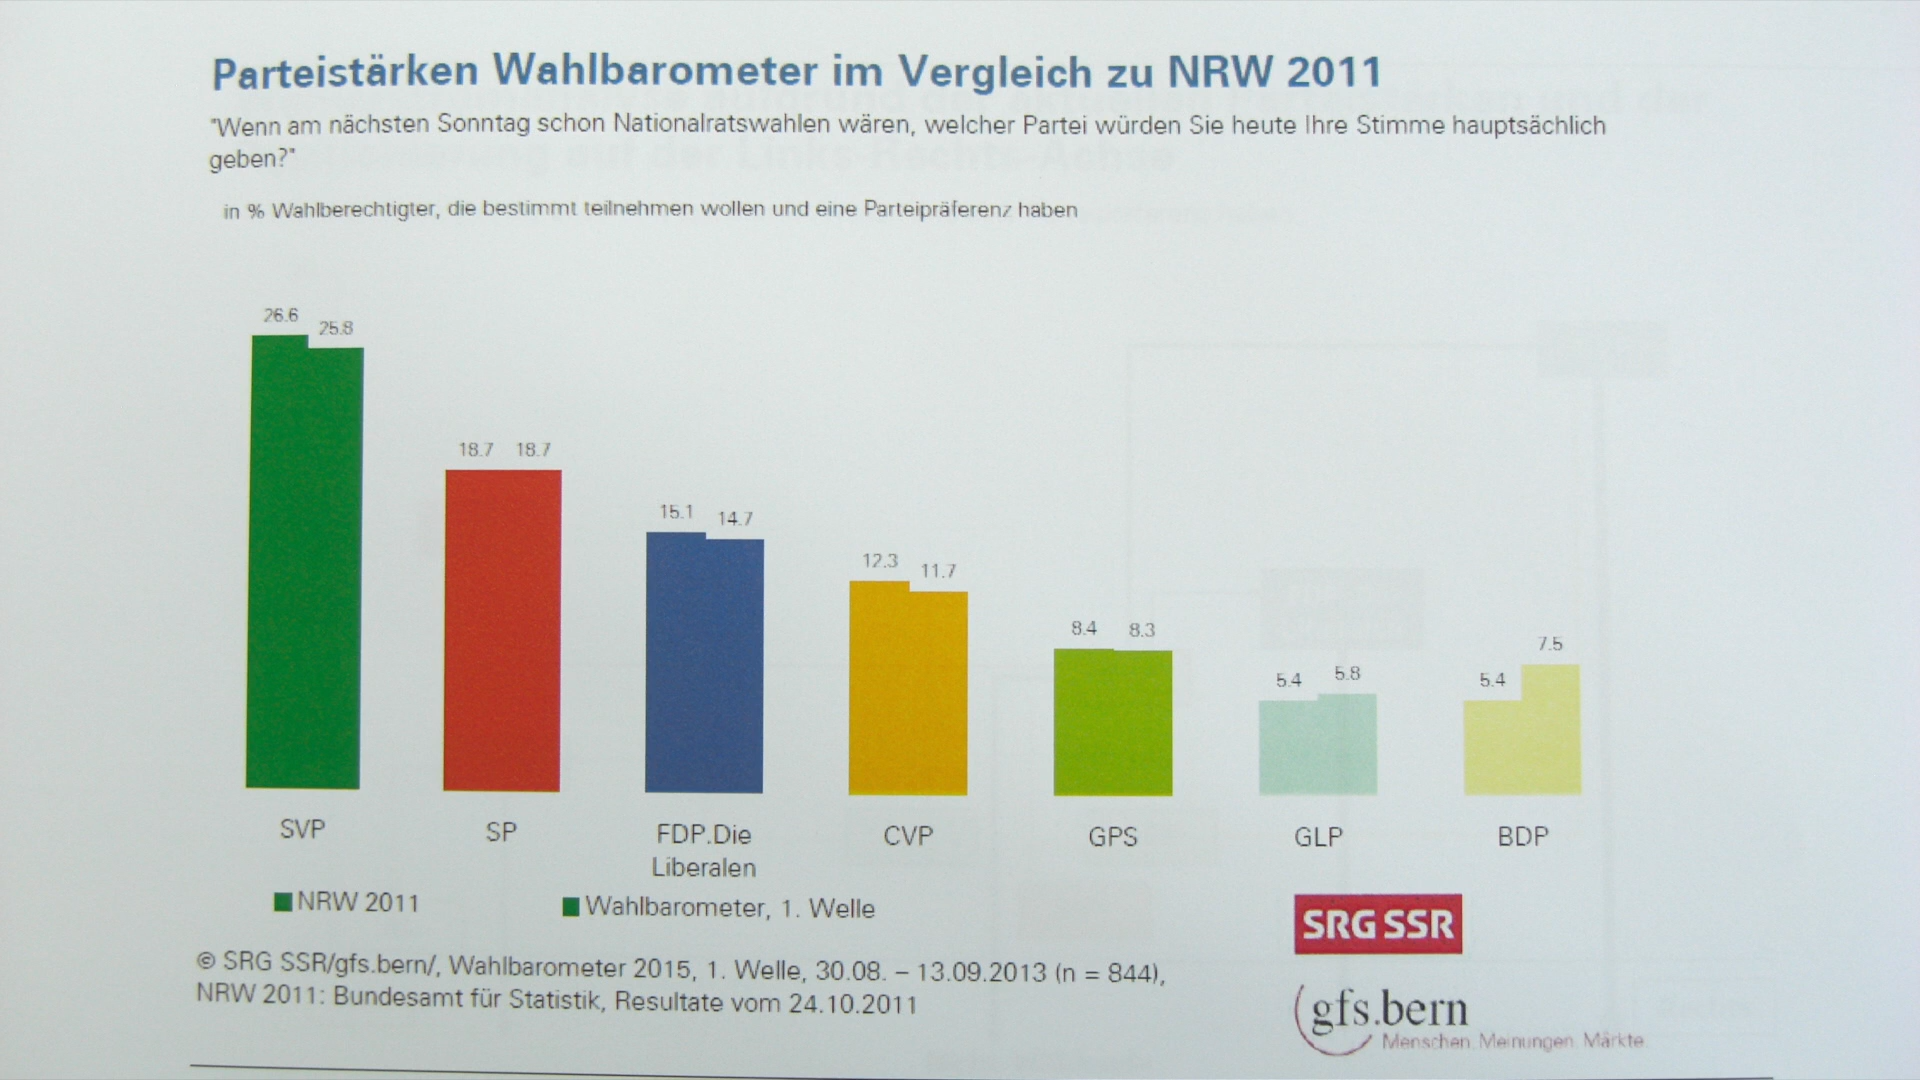 Parteistärken Wahlbarometer im Vergleich zu NRW 2011
"Wenn am nächsten Sonntag schon Nationalratswahlen wären, welcher Partei würden Sie heute Ihre Stimme hauptsächlich
geben?"
in % Wahlberechtigter, die bestimmt teilnehmen wollen und eine Parteipräferenz haben
26.6
25.8
18.7 18.7
15.1 14.7
12.3 11.7
8.4 8.3
5.4 5.8
5.4 7.5
SVP
SP
FDP.Die
Liberalen
CVP
GPS
GLP
BDP
NRW 2011
Wahlbarometer, 1. Welle
SRG SSR
© SRG SSR/gfs.bern/, Wahlbarometer 2015, 1. Welle, 30.08. – 13.09.2013 (n = 844),
NRW 2011: Bundesamt für Statistik, Resultate vom 24.10.2011
gfs.bern
Menschen. Meinungen. Märkte.